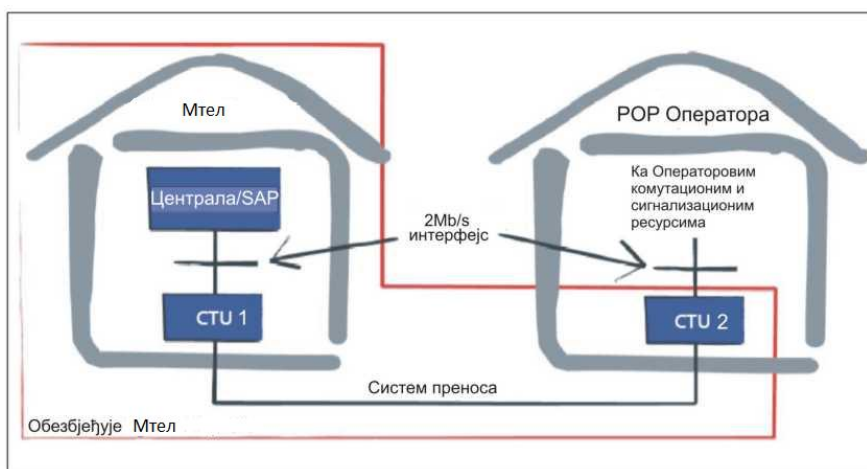 Мтел
POP Оператора
Централа/SAP
Ка Операторовим
комутационим и
сигнализационим
ресурсима
2Mb/s
интерфејс
CTU 1
CTU 2
Систем преноса
Обезбјеђује Мтел